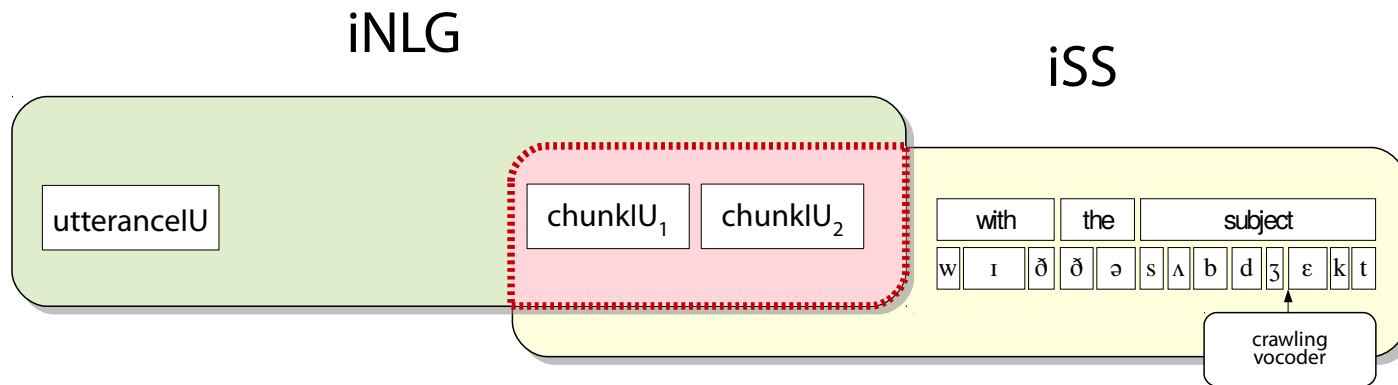 iNLG
iSS
utteranceIU
chunkIU₁ chunkIU₂
with the subject
w ɪ ð ð ə s ʌ b d ʒ ɛ k t
crawling
vocoder